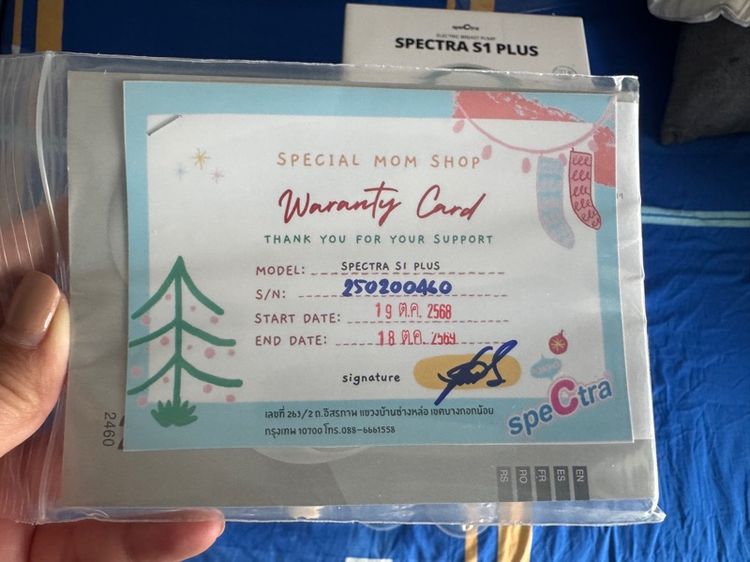 speCtra
ELECTRIC BREAST PUMP
SPECTRA S1 PLUS
SPECIAL MOM SHOP
Waranty Card
THANK YOU FOR YOUR SUPPORT
MODEL: SPECTRA S1 PLUS
S/N: 250200460
START DATE: 19 ต.ค. 2568
END DATE: 18 ต.ค. 2569
signature
speCtra
เลขที่ 263/2 ถ.อิสรภาพ แขวงบ้านช่างหล่อ เขตบางกอกน้อย
กรุงเทพ 10700 โทร.088-6661558
2460
RS RO FR ES EN